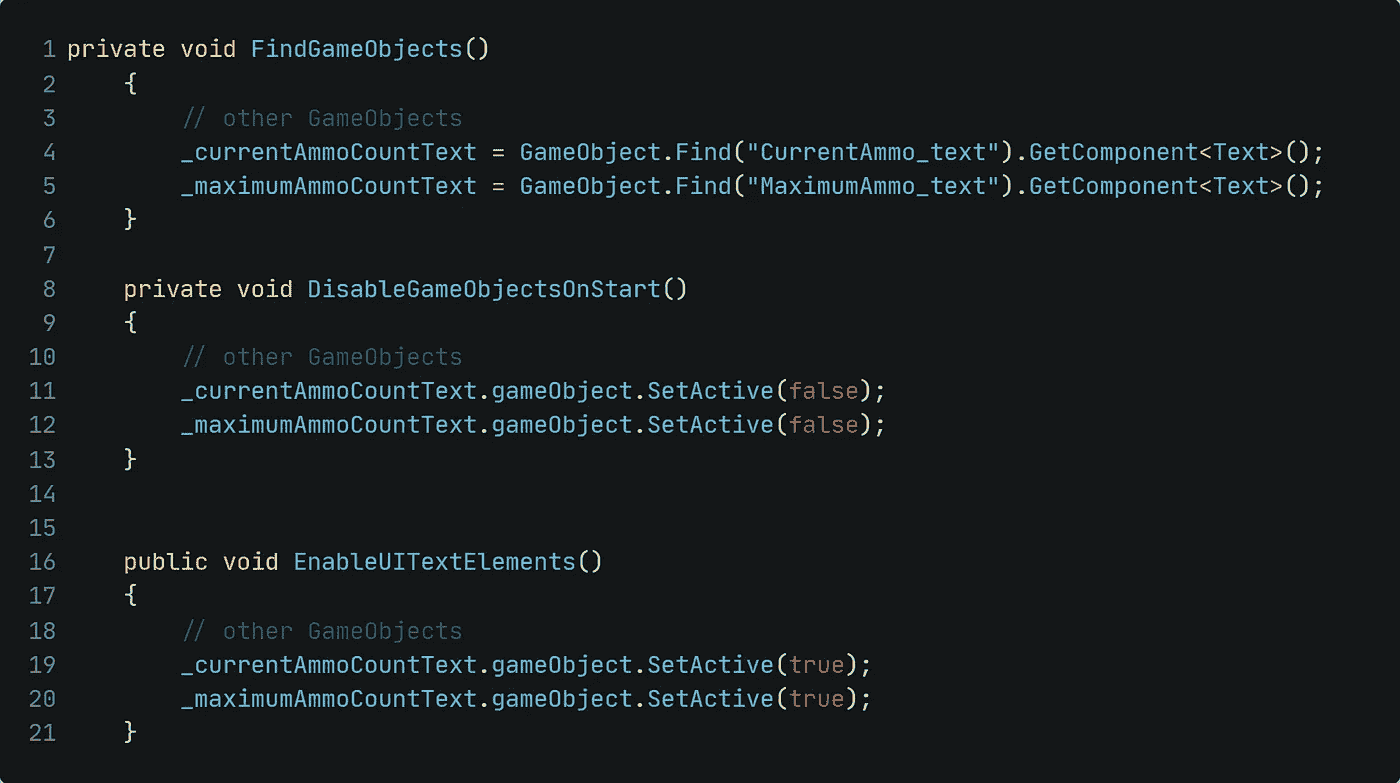 1 private void FindGameObjects()
2     {
3         // other GameObjects
4         _currentAmmoCountText = GameObject.Find("CurrentAmmo_text").GetComponent<Text>();
5         _maximumAmmoCountText = GameObject.Find("MaximumAmmo_text").GetComponent<Text>();
6     }
7
8     private void DisableGameObjectsOnStart()
9     {
10         // other GameObjects
11         _currentAmmoCountText.gameObject.SetActive(false);
12         _maximumAmmoCountText.gameObject.SetActive(false);
13     }
14
15
16     public void EnableUITextElements()
17     {
18         // other GameObjects
19         _currentAmmoCountText.gameObject.SetActive(true);
20         _maximumAmmoCountText.gameObject.SetActive(true);
21     }